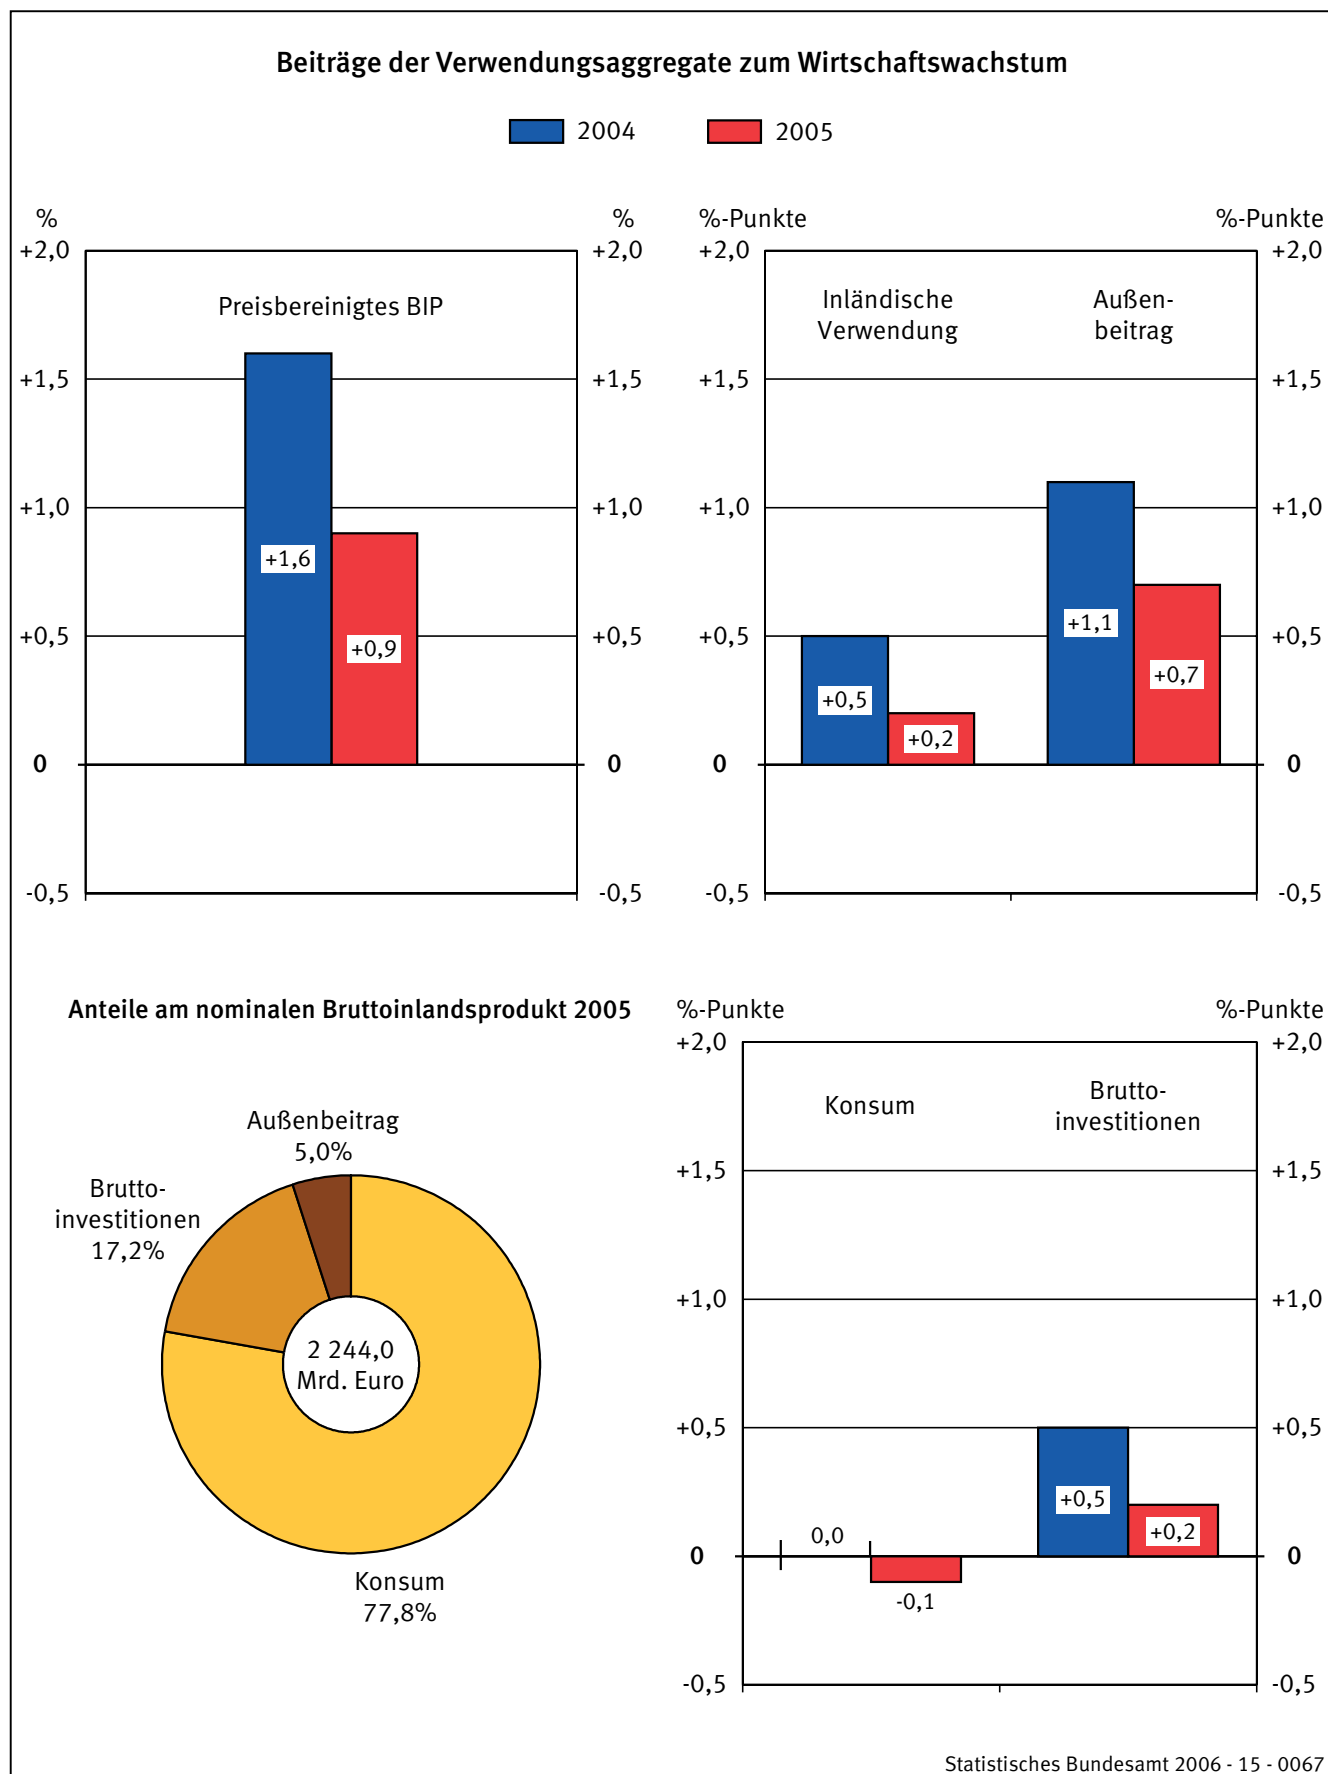 Beiträge der Verwendungsaggregate zum Wirtschaftswachstum
2004
2005
%
%
+2,0
+2,0
Preisbereinigtes BIP
+1,5
+1,5
+1,0
+1,0
+1,6
+0,5
+0,9
+0,5
0
0
-0,5
-0,5
%-Punkte
%-Punkte
+2,0
+2,0
Inländische
Verwendung
Außen-
beitrag
+1,5
+1,5
+1,0
+1,0
+1,1
+0,5
+0,5
+0,7
+0,5
+0,2
0
0
-0,5
-0,5
Anteile am nominalen Bruttoinlandsprodukt 2005
Außenbeitrag
5,0%
Brutto-
investitionen
17,2%
2 244,0
Mrd. Euro
Konsum
77,8%
%-Punkte
%-Punkte
+2,0
+2,0
Konsum
Brutto-
investitionen
+1,5
+1,5
+1,0
+1,0
+0,5
+0,5
+0,5
0,0
+0,2
0
0
-0,1
-0,5
-0,5
Statistisches Bundesamt 2006 - 15 - 0067